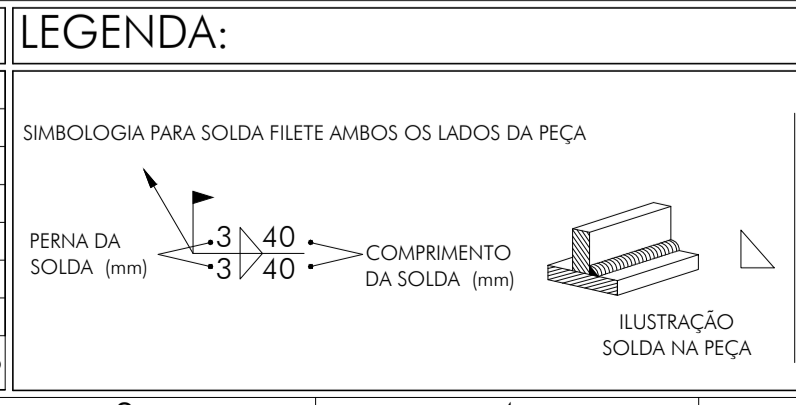 LEGENDA:
SIMBOLOGIA PARA SOLDA FILETE AMBOS OS LADOS DA PEÇA
PERNA DA
SOLDA (mm)
3 40
3 40
COMPRIMENTO
DA SOLDA (mm)
ILUSTRAÇÃO
SOLDA NA PEÇA